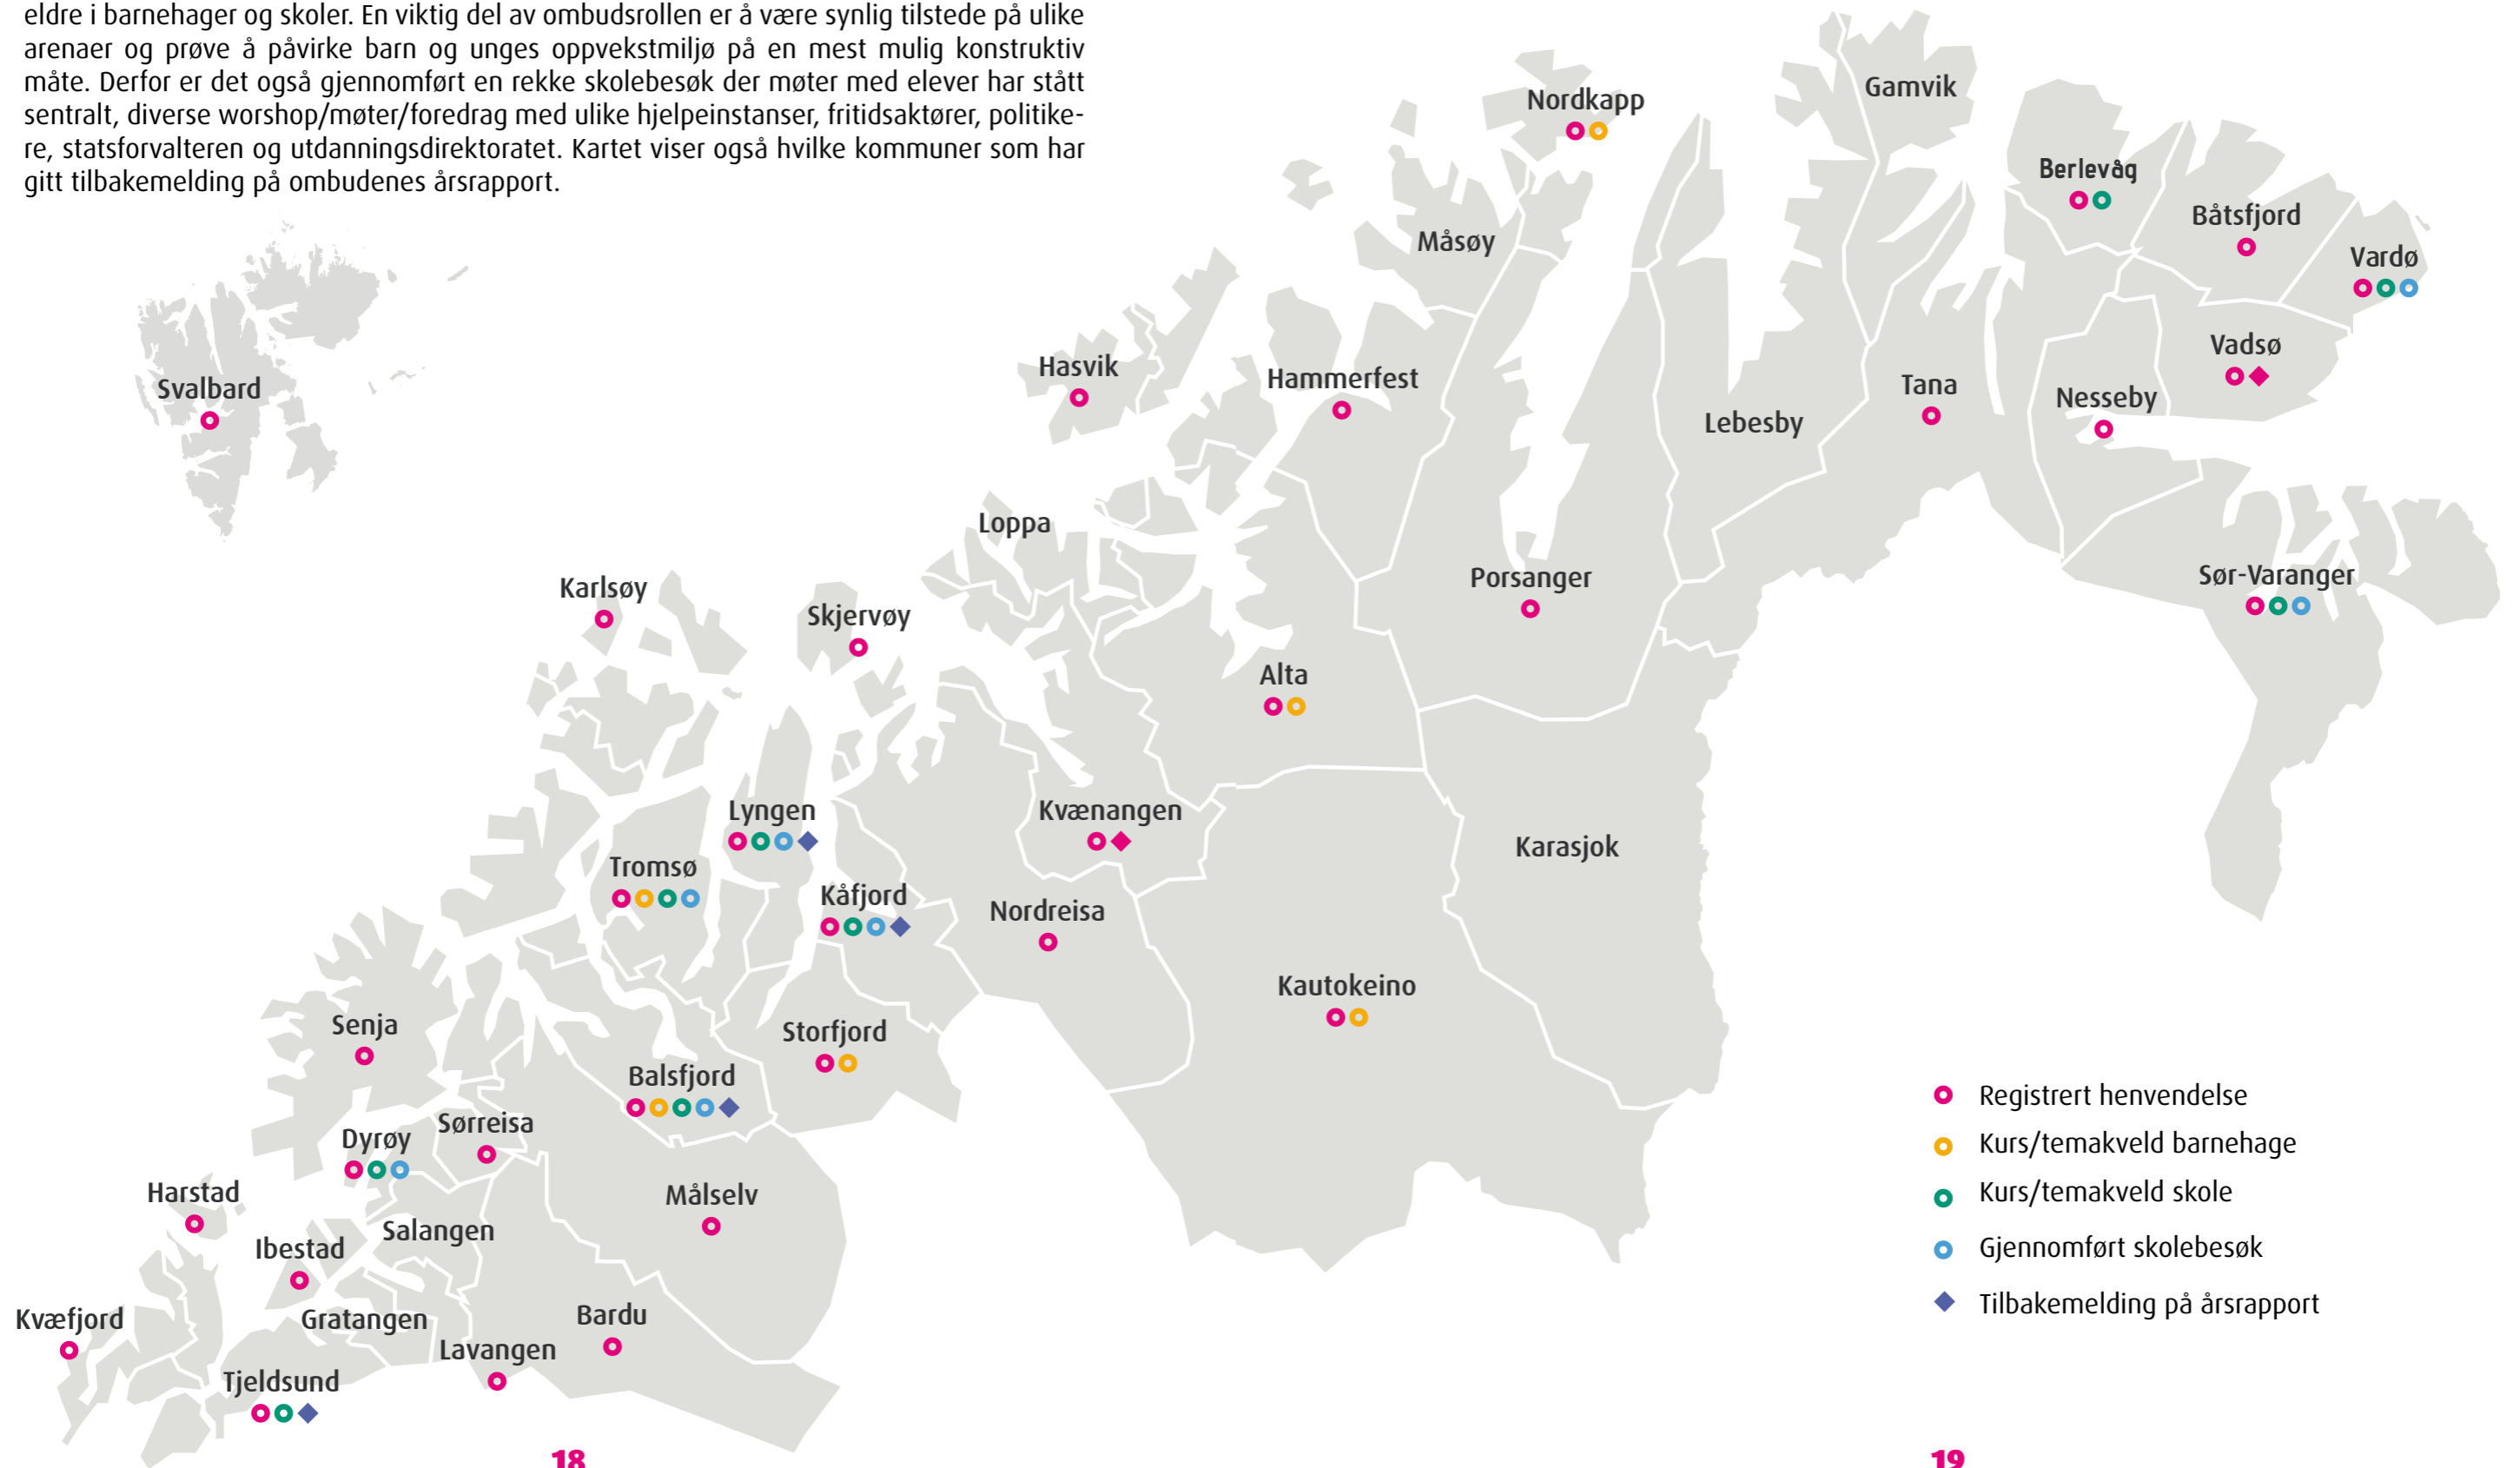 eldre i barnehager og skoler. En viktig del av ombudsrollen er å være synlig tilstede på ulike
arenaer og prøve å påvirke barn og unges oppvekstmiljø på en mest mulig konstruktiv
måte. Derfor er det også gjennomført en rekke skolebesøk der møter med elever har stått
sentralt, diverse worshop/møter/foredrag med ulike hjelpeinstanser, fritidsaktører, politike-
re, statsforvalteren og utdanningsdirektoratet. Kartet viser også hvilke kommuner som har
gitt tilbakemelding på ombudenes årsrapport.
Gamvik
Nordkapp
Berlevåg
Båtsfjord
Måsøy
Vardø
Vadsø
Hasvik
Hammerfest
Tana
Svalbard
Nesseby
Lebesby
Loppa
Sør-Varanger
Porsanger
Karlsøy
Skjervøy
Alta
Lyngen
Kvænangen
Karasjok
Tromsø
Kåfjord
Nordreisa
Kautokeino
Senja
Storfjord
Balsfjord
Sørreisa
Dyrøy
Harstad
Målselv
Salangen
Ibestad
Bardu
Kvæfjord
Gratangen
Lavangen
Tjeldsund
Registrert henvendelse
Kurs/temakveld barnehage
Kurs/temakveld skole
Gjennomført skolebesøk
Tilbakemelding på årsrapport
18
19